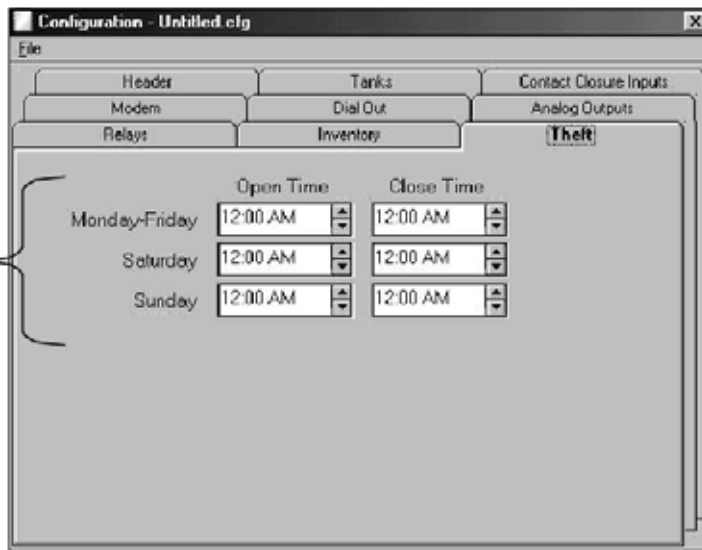 Configuration - Untitled.cfg
File
Header Tanks Contact Closure Inputs
Modem Dial Out Analog Outputs
Relays Inventory Theft
Open Time Close Time
Monday-Friday 12:00 AM 12:00 AM
Saturday 12:00 AM 12:00 AM
Sunday 12:00 AM 12:00 AM